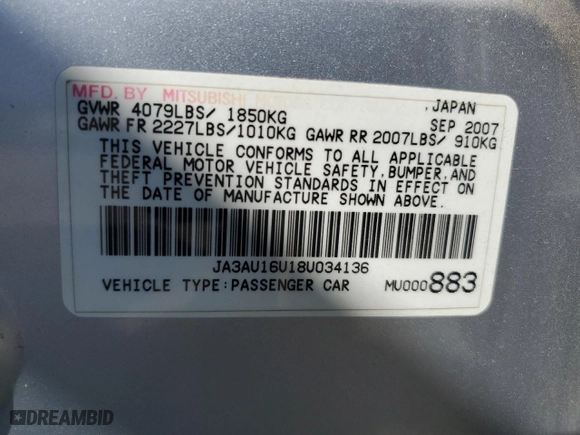 MFD. BY MITSUBISHI
, JAPAN
GVWR 4079LBS/ 1850KG SEP 2007
GAWR FR 2227LBS/1010KG GAWR RR 2007LBS/ 910KG
THIS VEHICLE CONFORMS TO ALL APPLICABLE
FEDERAL MOTOR VEHICLE SAFETY, BUMPER, AND
THEFT PREVENTION STANDARDS IN EFFECT ON
THE DATE OF MANUFACTURE SHOWN ABOVE.
JA3AU16U18U034136
VEHICLE TYPE:PASSENGER CAR MU000883
© DREAMBID